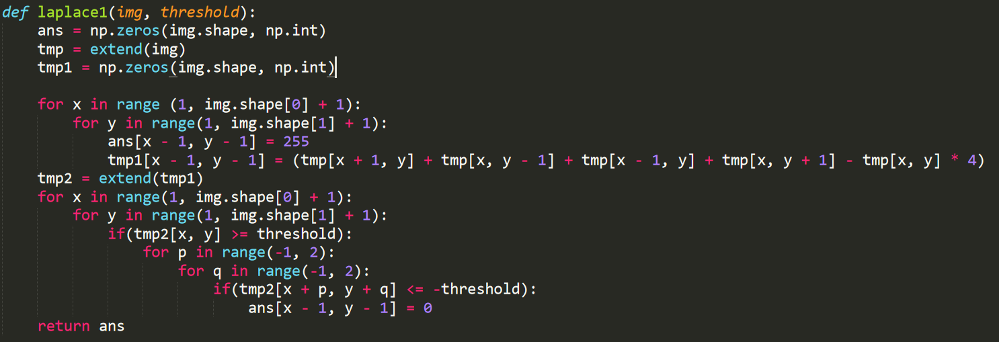 def laplace1(img, threshold):
    ans = np.zeros(img.shape, np.int)
    tmp = extend(img)
    tmp1 = np.zeros(img.shape, np.int)
    for x in range (1, img.shape[0] + 1):
        for y in range(1, img.shape[1] + 1):
            ans[x - 1, y - 1] = 255
            tmp1[x - 1, y - 1] = (tmp[x + 1, y] + tmp[x, y - 1] + tmp[x - 1, y] + tmp[x, y + 1] - tmp[x, y] * 4)
    tmp2 = extend(tmp1)
    for x in range(1, img.shape[0] + 1):
        for y in range(1, img.shape[1] + 1):
            if(tmp2[x, y] >= threshold):
                for p in range(-1, 2):
                    for q in range(-1, 2):
                        if(tmp2[x + p, y + q] <= -threshold):
                            ans[x - 1, y - 1] = 0
    return ans